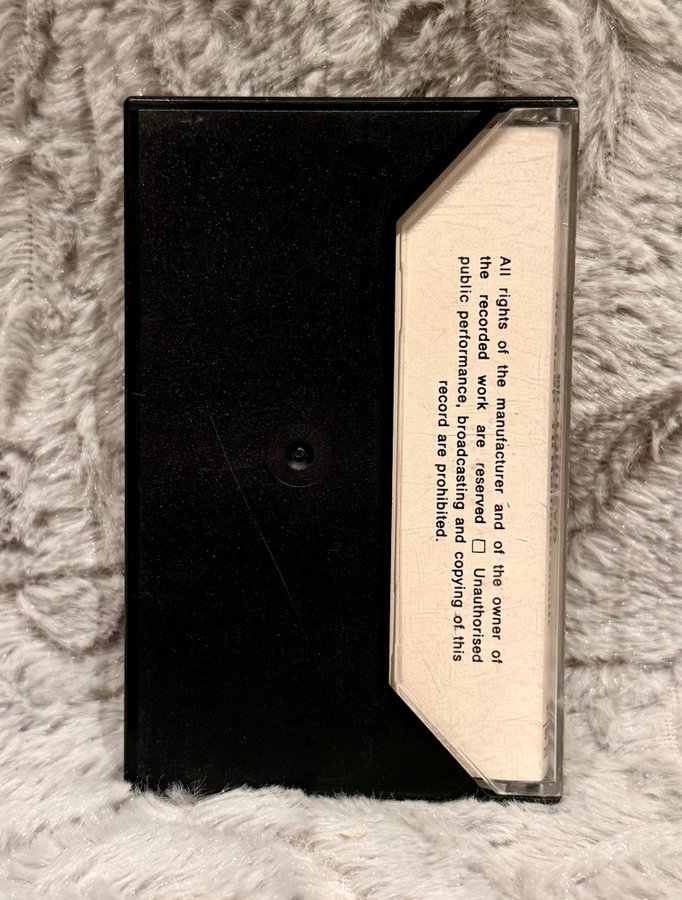 All rights of the manufacturer and of the owner of
the recorded work are reserved □ Unauthorised
public performance, broadcasting and copying of this
record are prohibited.